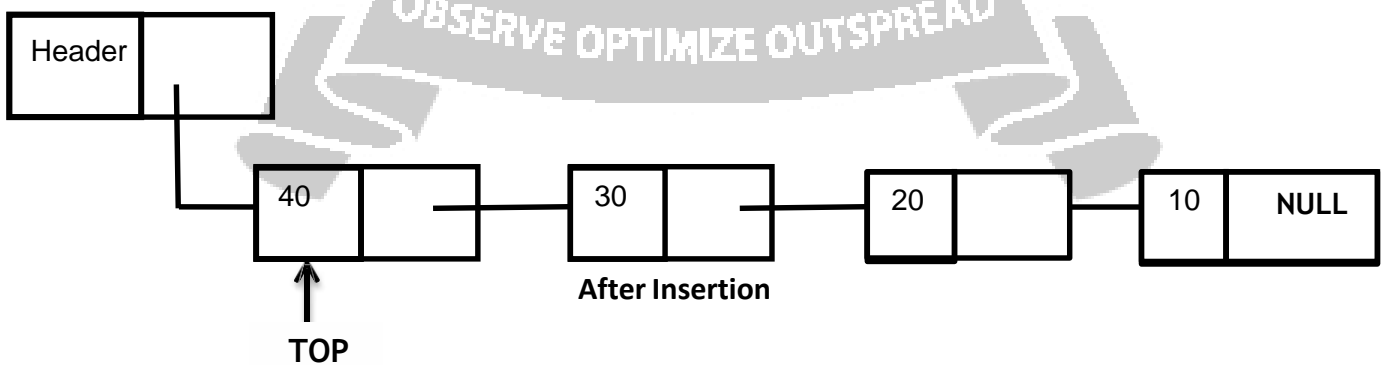 OBSERVE OPTIMIZE OUTSPREAD
Header
40 30 20 10 NULL
After Insertion
TOP